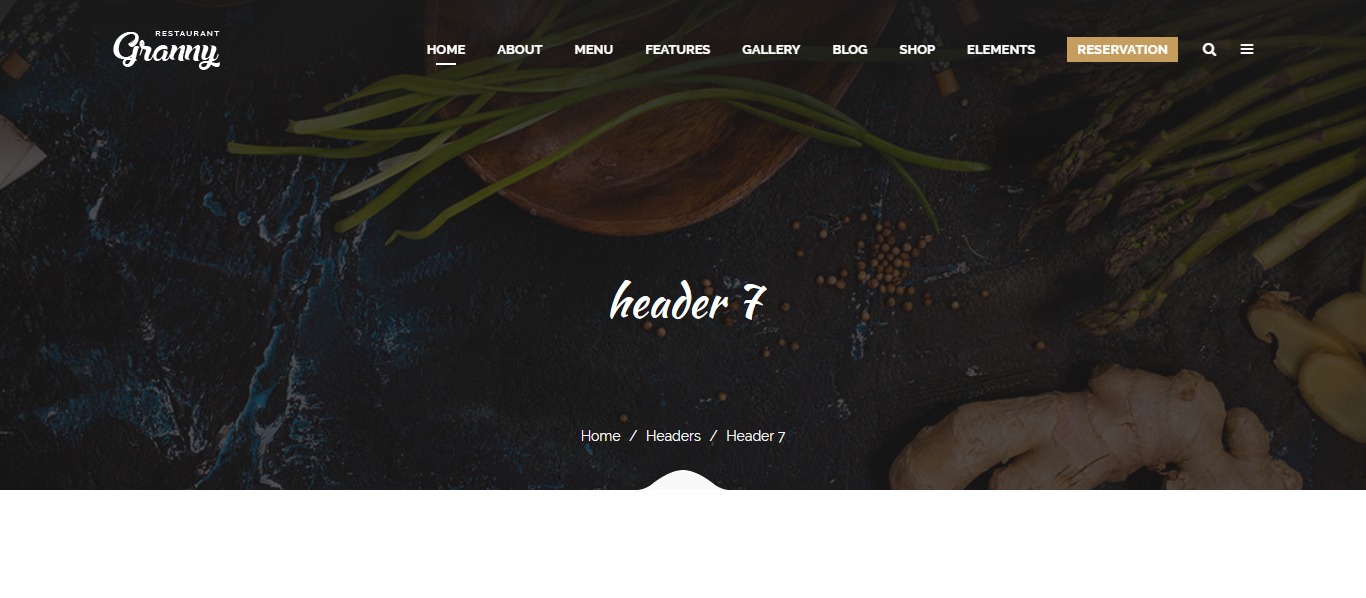 RESTAURANT
Granny
HOME ABOUT MENU FEATURES GALLERY BLOG SHOP ELEMENTS RESERVATION
header 7
Home / Headers / Header 7